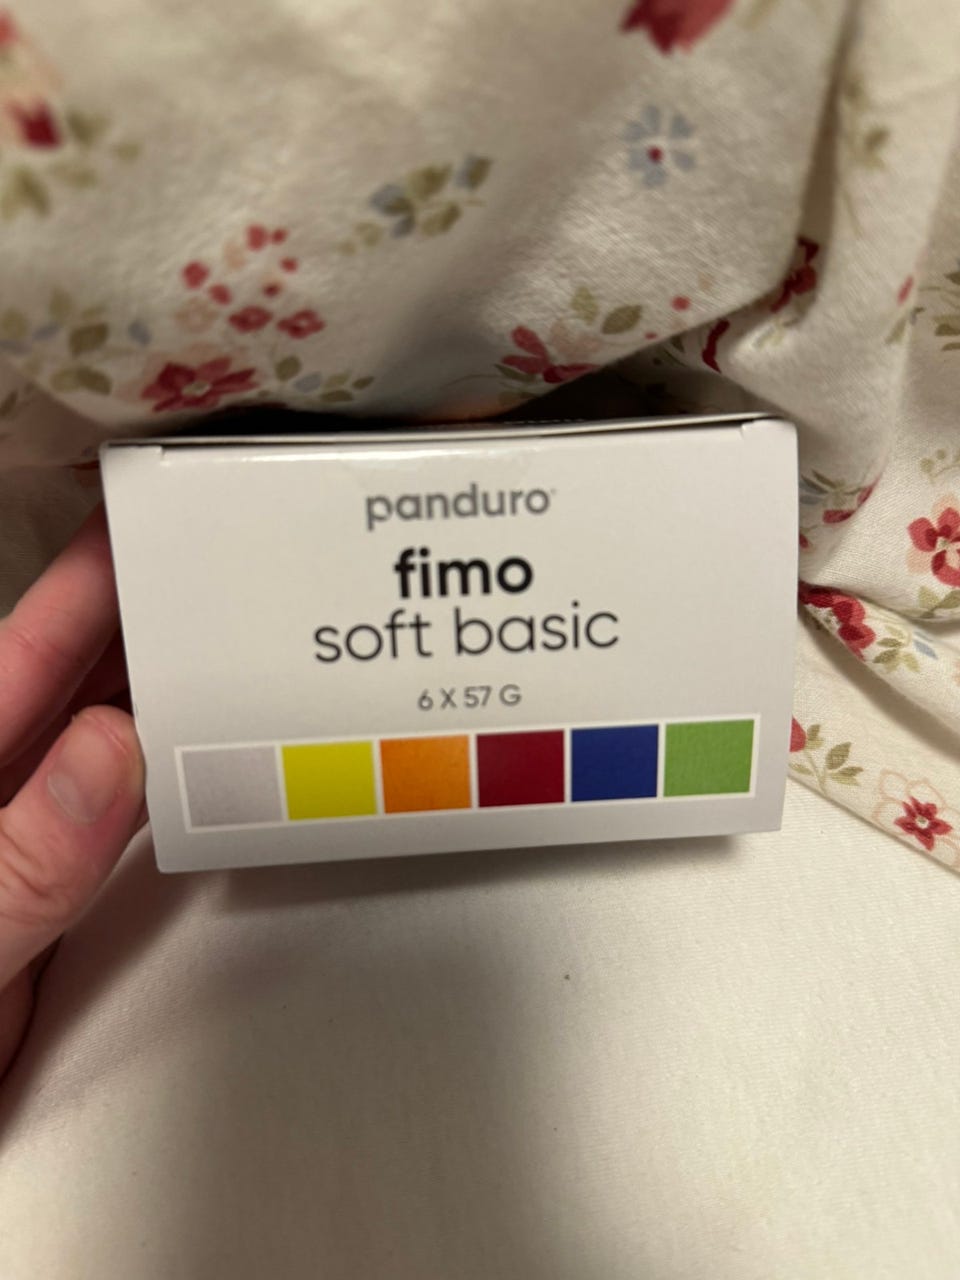 panduro
fimo
soft basic
6 X 57 G